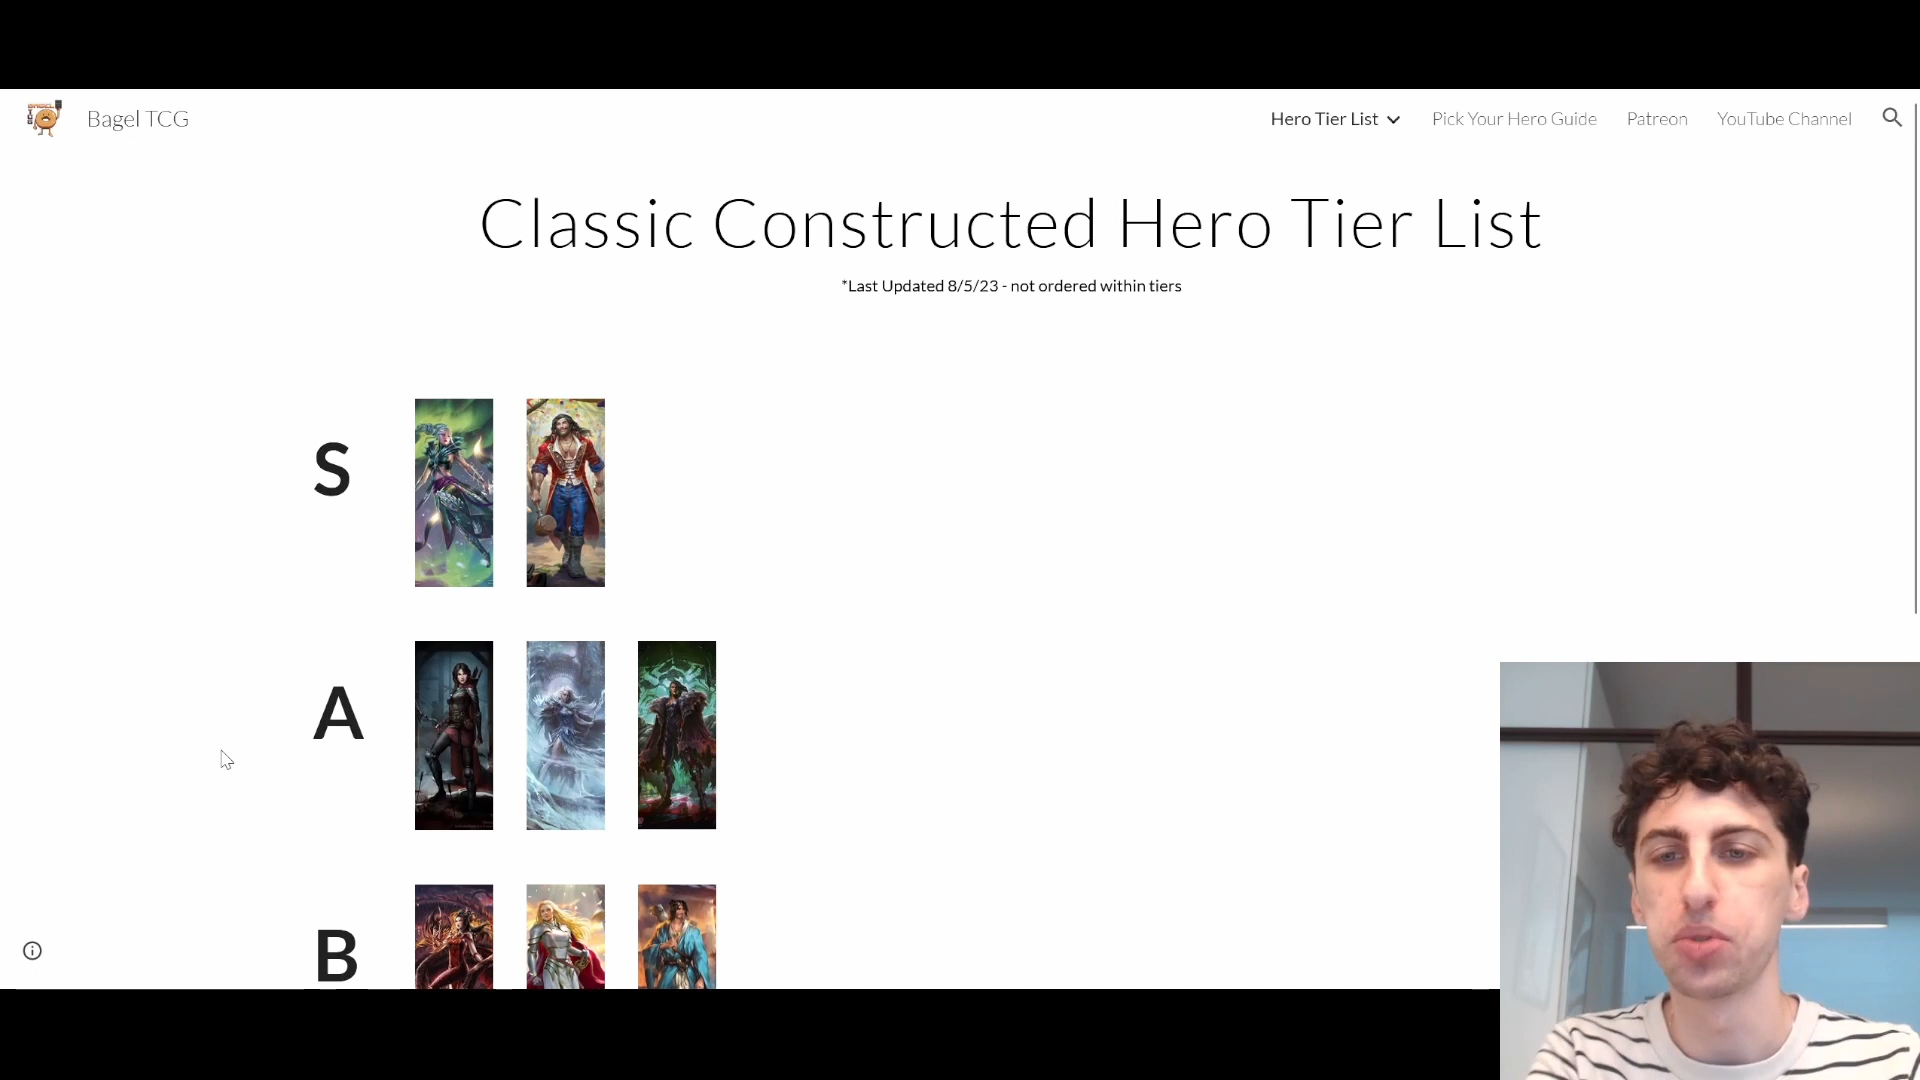 Bagel TCG
Hero Tier List
Pick Your Hero Guide
Patreon
YouTube Channel
Classic Constructed Hero Tier List
*Last Updated 8/5/23 - not ordered within tiers
S
A
B